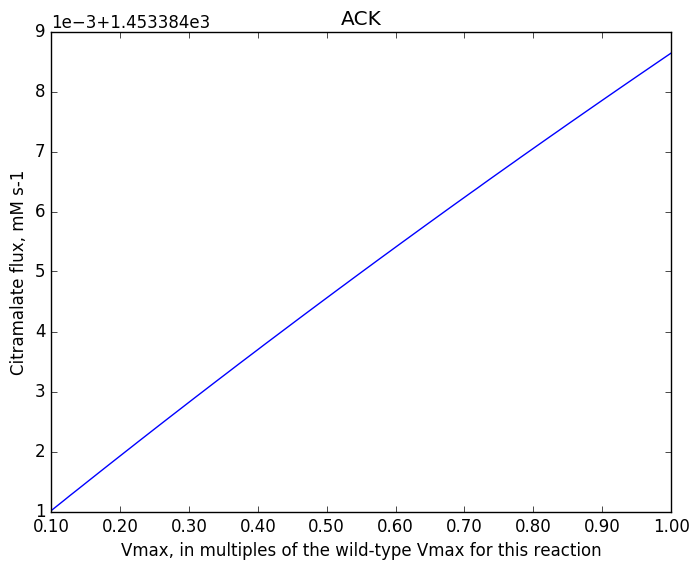 ACK
1e−3+1.453384e3
9
8
7
6
5
4
3
2
1
Citramalate flux, mM s-1
0.10 0.20 0.30 0.40 0.50 0.60 0.70 0.80 0.90 1.00
Vmax, in multiples of the wild-type Vmax for this reaction